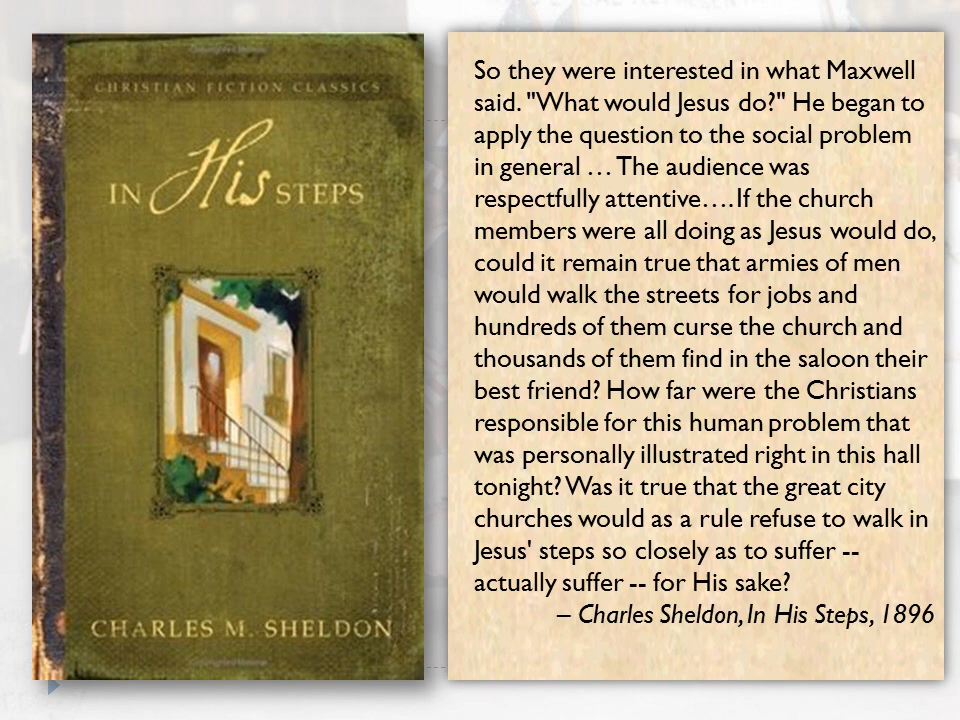 CHRISTIAN FICTION CLASSICS
IN His STEPS
CHARLES M. SHELDON
So they were interested in what Maxwell
said. "What would Jesus do?" He began to
apply the question to the social problem
in general … The audience was
respectfully attentive….If the church
members were all doing as Jesus would do,
could it remain true that armies of men
would walk the streets for jobs and
hundreds of them curse the church and
thousands of them find in the saloon their
best friend? How far were the Christians
responsible for this human problem that
was personally illustrated right in this hall
tonight? Was it true that the great city
churches would as a rule refuse to walk in
Jesus' steps so closely as to suffer --
actually suffer -- for His sake?
– Charles Sheldon, In His Steps, 1896